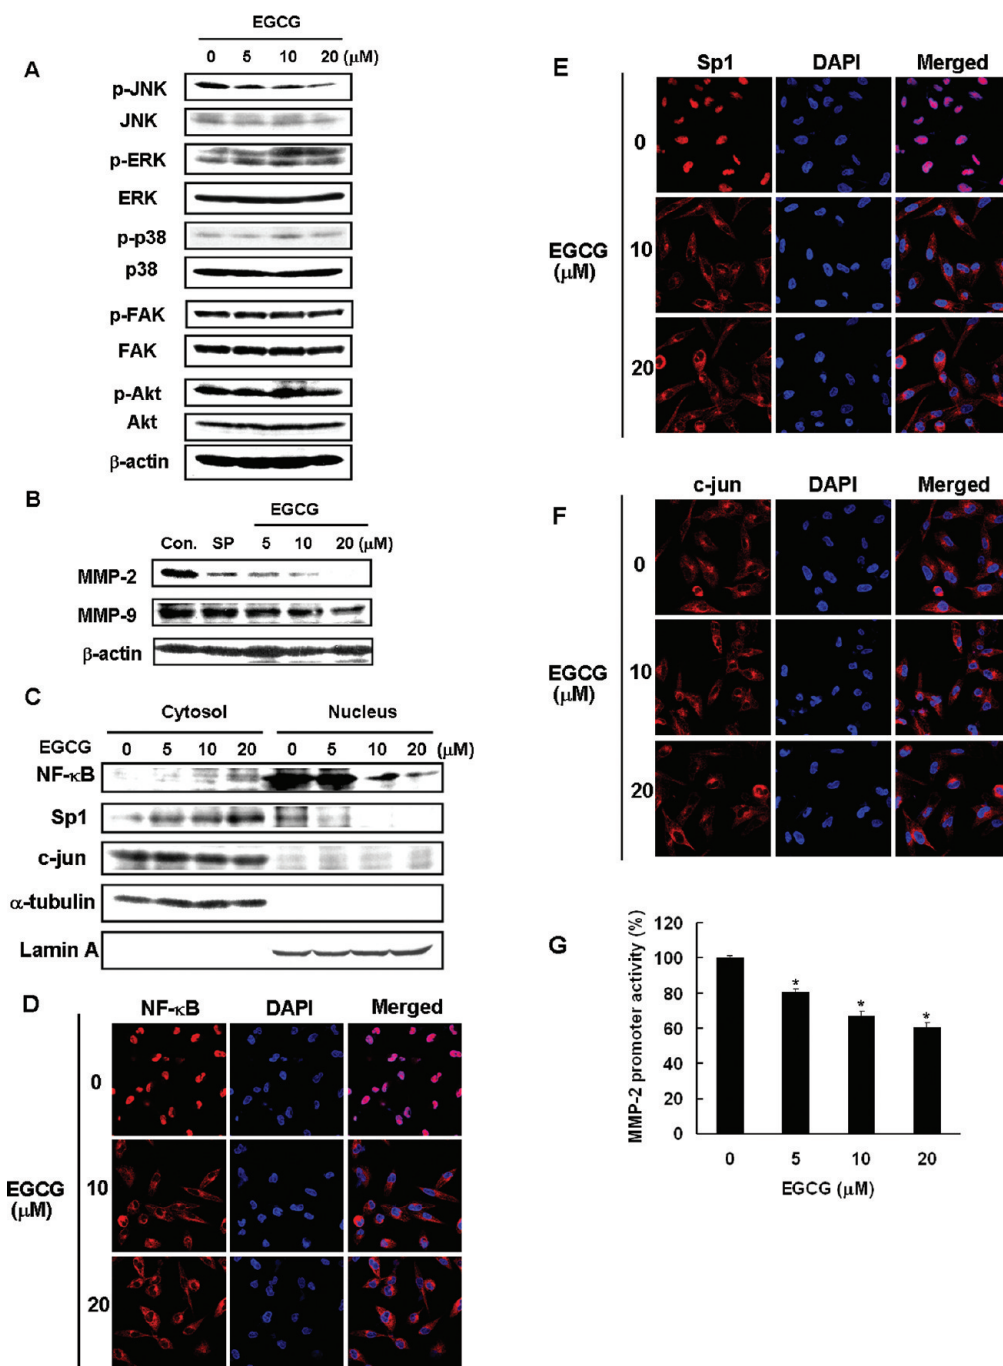 A
EGCG
0 5 10 20 (μM)
p-JNK
JNK
p-ERK
ERK
p-p38
p38
p-FAK
FAK
p-Akt
Akt
β-actin
B
EGCG
Con. SP 5 10 20 (μM)
MMP-2
MMP-9
β-actin
C
Cytosol Nucleus
EGCG 0 5 10 20 0 5 10 20 (μM)
NF-κB
Sp1
c-jun
α-tubulin
Lamin A
D
NF-κB DAPI Merged
0
EGCG 10
(μM)
20
E
Sp1 DAPI Merged
0
EGCG 10
(μM)
20
F
c-jun DAPI Merged
0
EGCG 10
(μM)
20
G
MMP-2 promoter activity (%)
120
100
80
60
40
20
0
* * *
0 5 10 20
EGCG (μM)